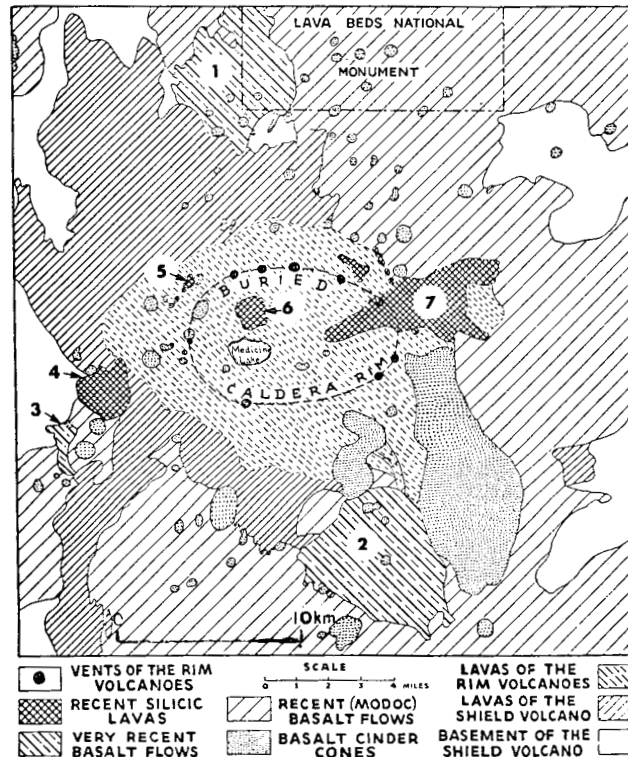 LAVA BEDS NATIONAL
MONUMENT
1
5
BURIED
6
7
Medicine
Lake
4
CALDERA RIM
3
2
10km
VENTS OF THE RIM
VOLCANOES
RECENT SILICIC
LAVAS
VERY RECENT
BASALT FLOWS
SCALE
0 1 2 3 4 MILES
RECENT (MODOC)
BASALT FLOWS
BASALT CINDER
CONES
LAVAS OF THE
RIM VOLCANOES
LAVAS OF THE
SHIELD VOLCANO
BASEMENT OF THE
SHIELD VOLCANO